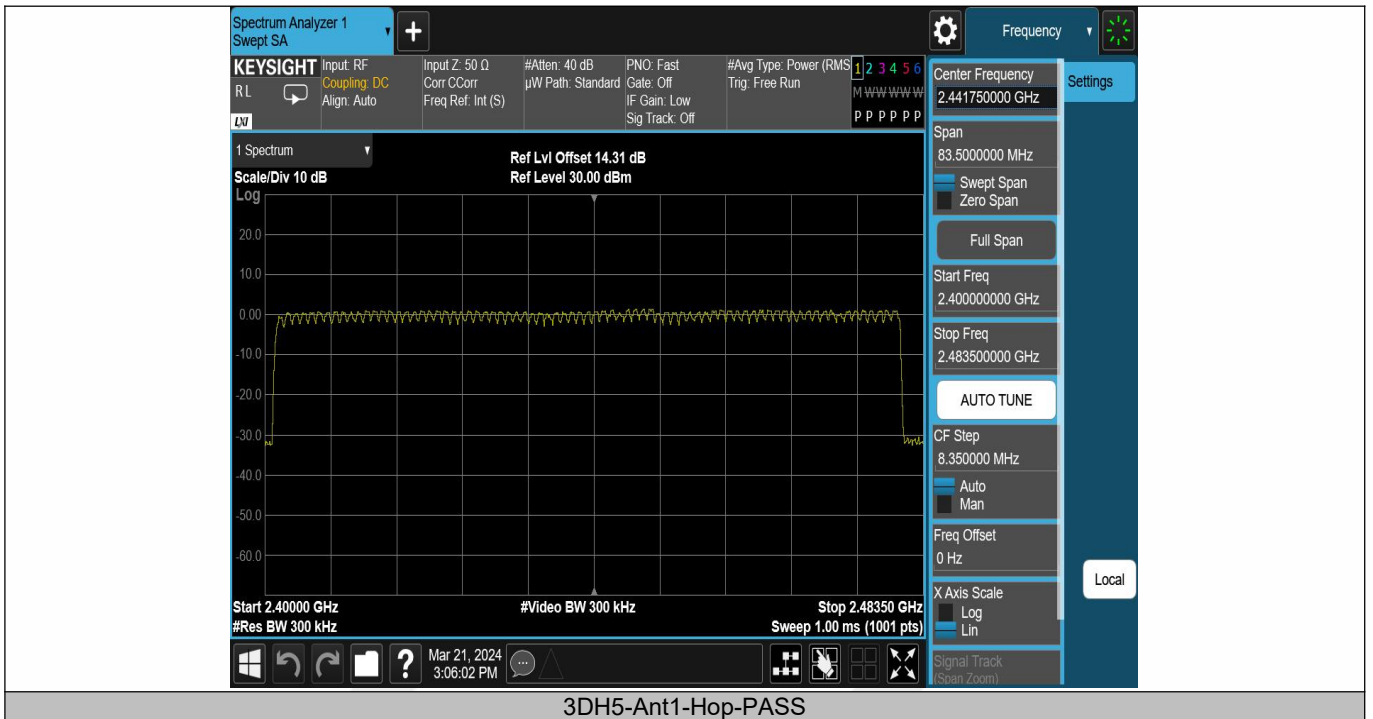 Spectrum Analyzer 1
Swept SA
Frequency
KEYSIGHT
RL
LXI
Input: RF
Coupling: DC
Align: Auto
Input Z: 50 Ω
Corr CCorr
Freq Ref: Int (S)
#Atten: 40 dB
µW Path: Standard
PNO: Fast
Gate: Off
IF Gain: Low
Sig Track: Off
#Avg Type: Power (RMS
Trig: Free Run
1 2 3 4 5 6
M W W W W W
P P P P P P
1 Spectrum
Scale/Div 10 dB
Ref Lvl Offset 14.31 dB
Ref Level 30.00 dBm
Log
20.0
10.0
0.00
-10.0
-20.0
-30.0
-40.0
-50.0
-60.0
Start 2.40000 GHz
#Res BW 300 kHz
#Video BW 300 kHz
Stop 2.48350 GHz
Sweep 1.00 ms (1001 pts)
Center Frequency
2.441750000 GHz
Settings
Span
83.5000000 MHz
Swept Span
Zero Span
Full Span
Start Freq
2.400000000 GHz
Stop Freq
2.483500000 GHz
AUTO TUNE
CF Step
8.350000 MHz
Auto
Man
Freq Offset
0 Hz
X Axis Scale
Log
Lin
Signal Track
(Span Zoom)
Local
?
Mar 21, 2024
3:06:02 PM
3DH5-Ant1-Hop-PASS